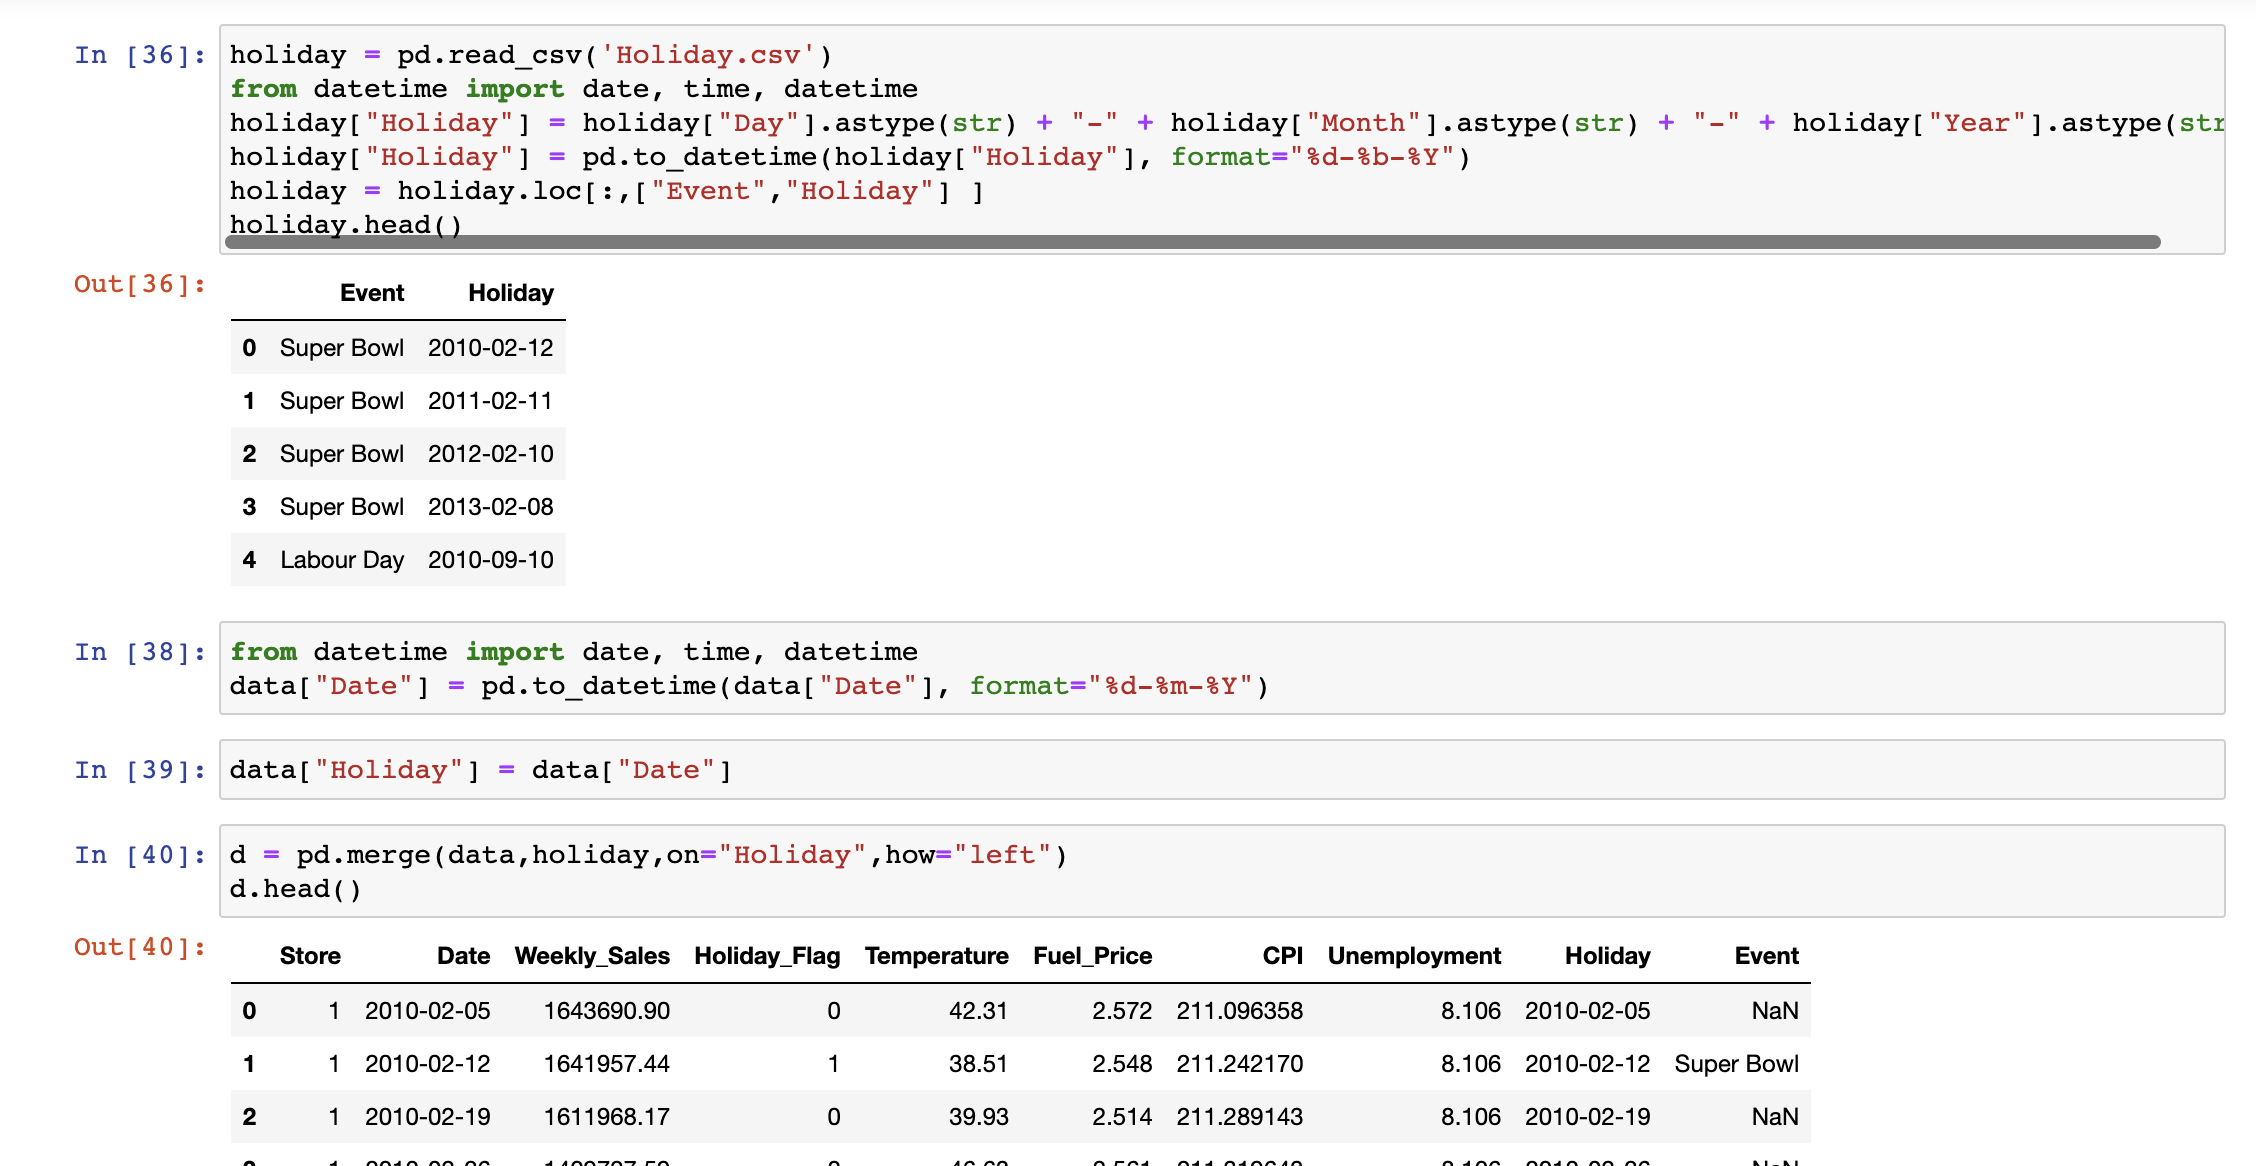 In [36]: holiday = pd.read_csv('Holiday.csv')
from datetime import date, time, datetime
holiday["Holiday"] = holiday["Day"].astype(str) + "-" + holiday["Month"].astype(str) + "-" + holiday["Year"].astype(str
holiday["Holiday"] = pd.to_datetime(holiday["Holiday"], format="%d-%b-%Y")
holiday = holiday.loc[:,["Event","Holiday"] ]
holiday.head()
Out[36]:
Event Holiday
0 Super Bowl 2010-02-12
1 Super Bowl 2011-02-11
2 Super Bowl 2012-02-10
3 Super Bowl 2013-02-08
4 Labour Day 2010-09-10
In [38]: from datetime import date, time, datetime
data["Date"] = pd.to_datetime(data["Date"], format="%d-%m-%Y")
In [39]: data["Holiday"] = data["Date"]
In [40]: d = pd.merge(data,holiday,on="Holiday",how="left")
d.head()
Out[40]:
Store Date Weekly_Sales Holiday_Flag Temperature Fuel_Price CPI Unemployment Holiday Event
0 1 2010-02-05 1643690.90 0 42.31 2.572 211.096358 8.106 2010-02-05 NaN
1 1 2010-02-12 1641957.44 1 38.51 2.548 211.242170 8.106 2010-02-12 Super Bowl
2 1 2010-02-19 1611968.17 0 39.93 2.514 211.289143 8.106 2010-02-19 NaN